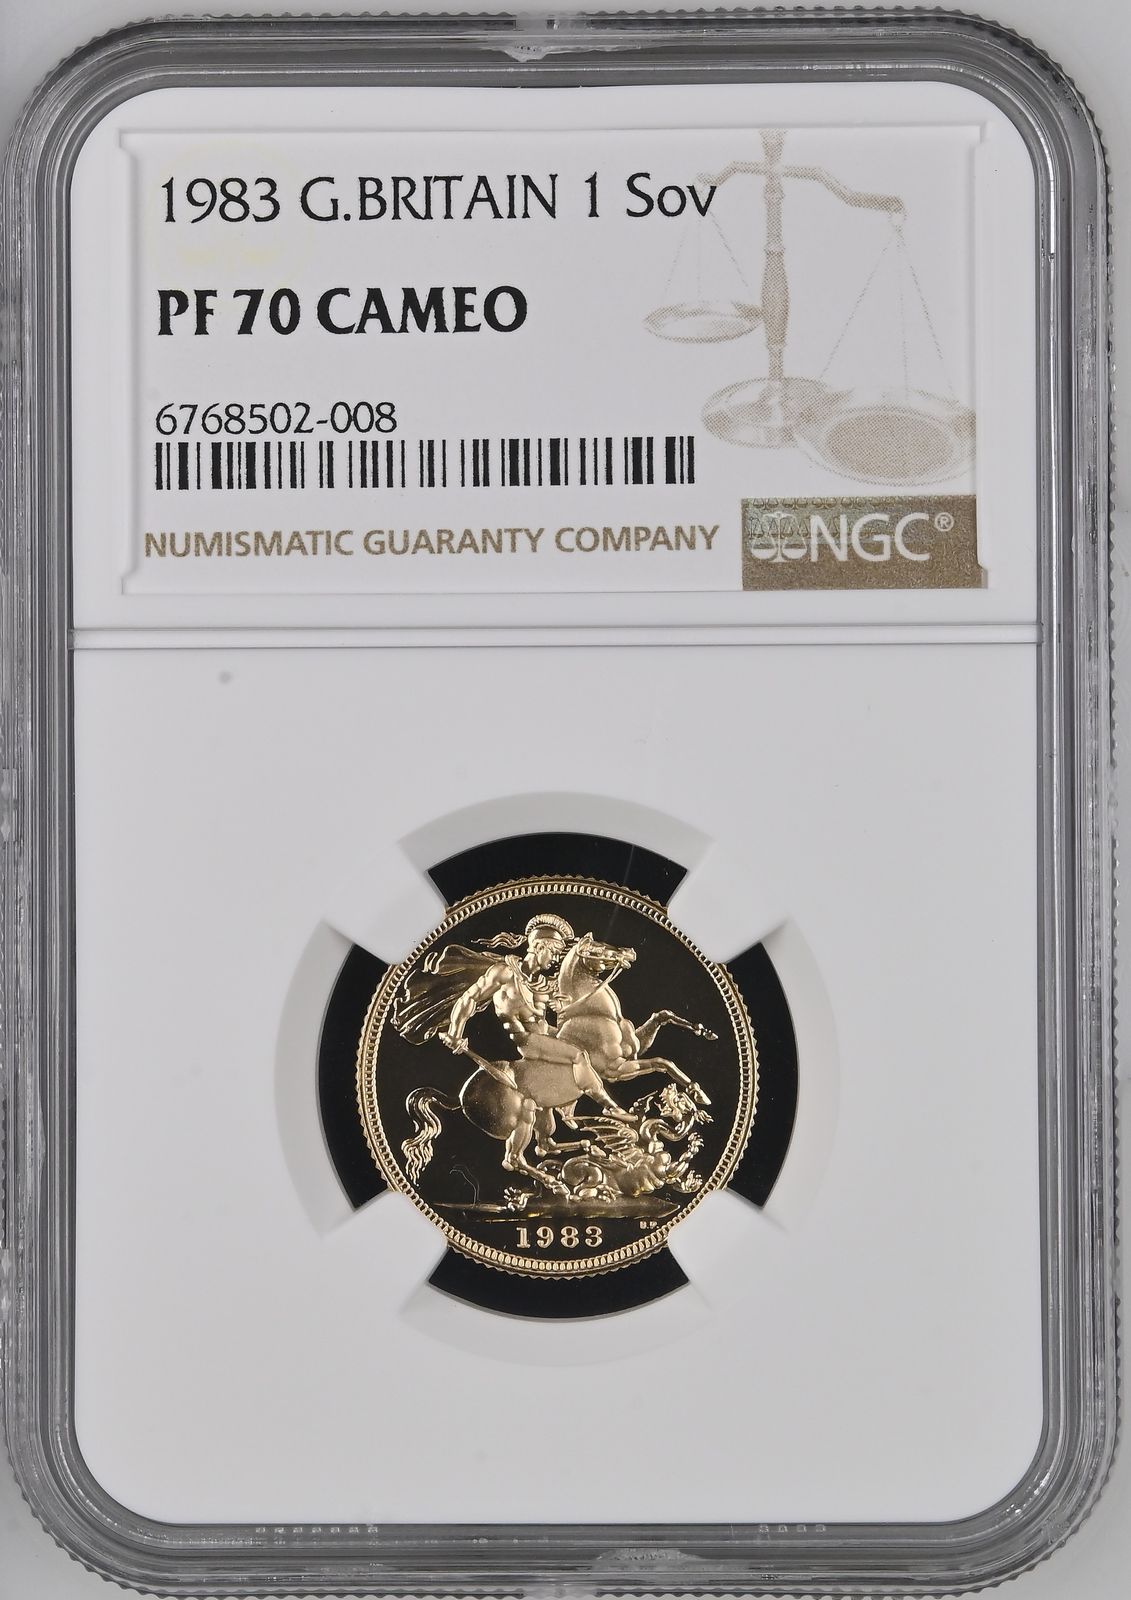 1983 G.BRITAIN 1 Sov
PF 70 CAMEO
6768502-008
NUMISMATIC GUARANTY COMPANY
NGC®
1983
B.P.